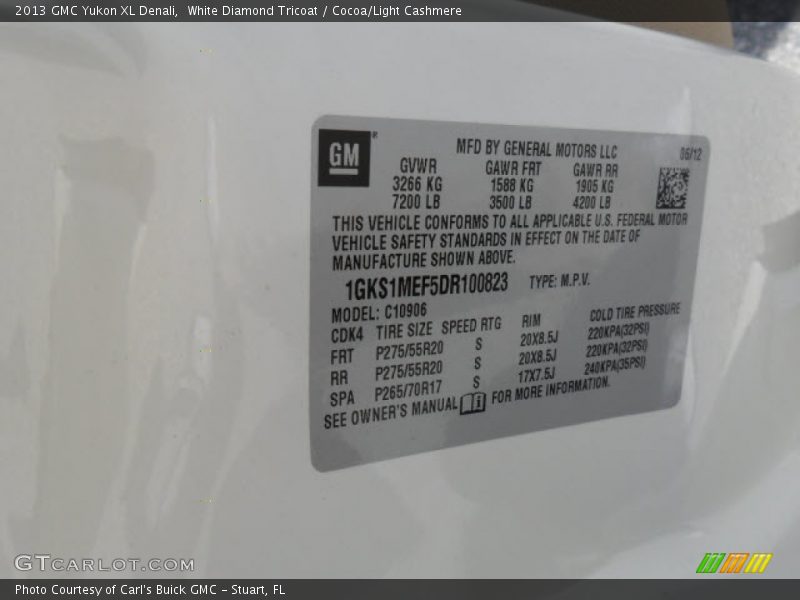 2013 GMC Yukon XL Denali, White Diamond Tricoat / Cocoa/Light Cashmere
GM
MFD BY GENERAL MOTORS LLC 06/12
GVWR GAWR FRT GAWR RR
3266 KG 1588 KG 1905 KG
7200 LB 3500 LB 4200 LB
THIS VEHICLE CONFORMS TO ALL APPLICABLE U.S. FEDERAL MOTOR
VEHICLE SAFETY STANDARDS IN EFFECT ON THE DATE OF
MANUFACTURE SHOWN ABOVE.
1GKS1MEF5DR100823 TYPE: M.P.V.
MODEL: C10906
CDK4 TIRE SIZE SPEED RTG RIM COLD TIRE PRESSURE
FRT P275/55R20 S 20X8.5J 220KPA(32PSI)
RR P275/55R20 S 20X8.5J 220KPA(32PSI)
SPA P265/70R17 S 17X7.5J 240KPA(35PSI)
SEE OWNER'S MANUAL FOR MORE INFORMATION.
GTCARLOT.COM
Photo Courtesy of Carl's Buick GMC - Stuart, FL